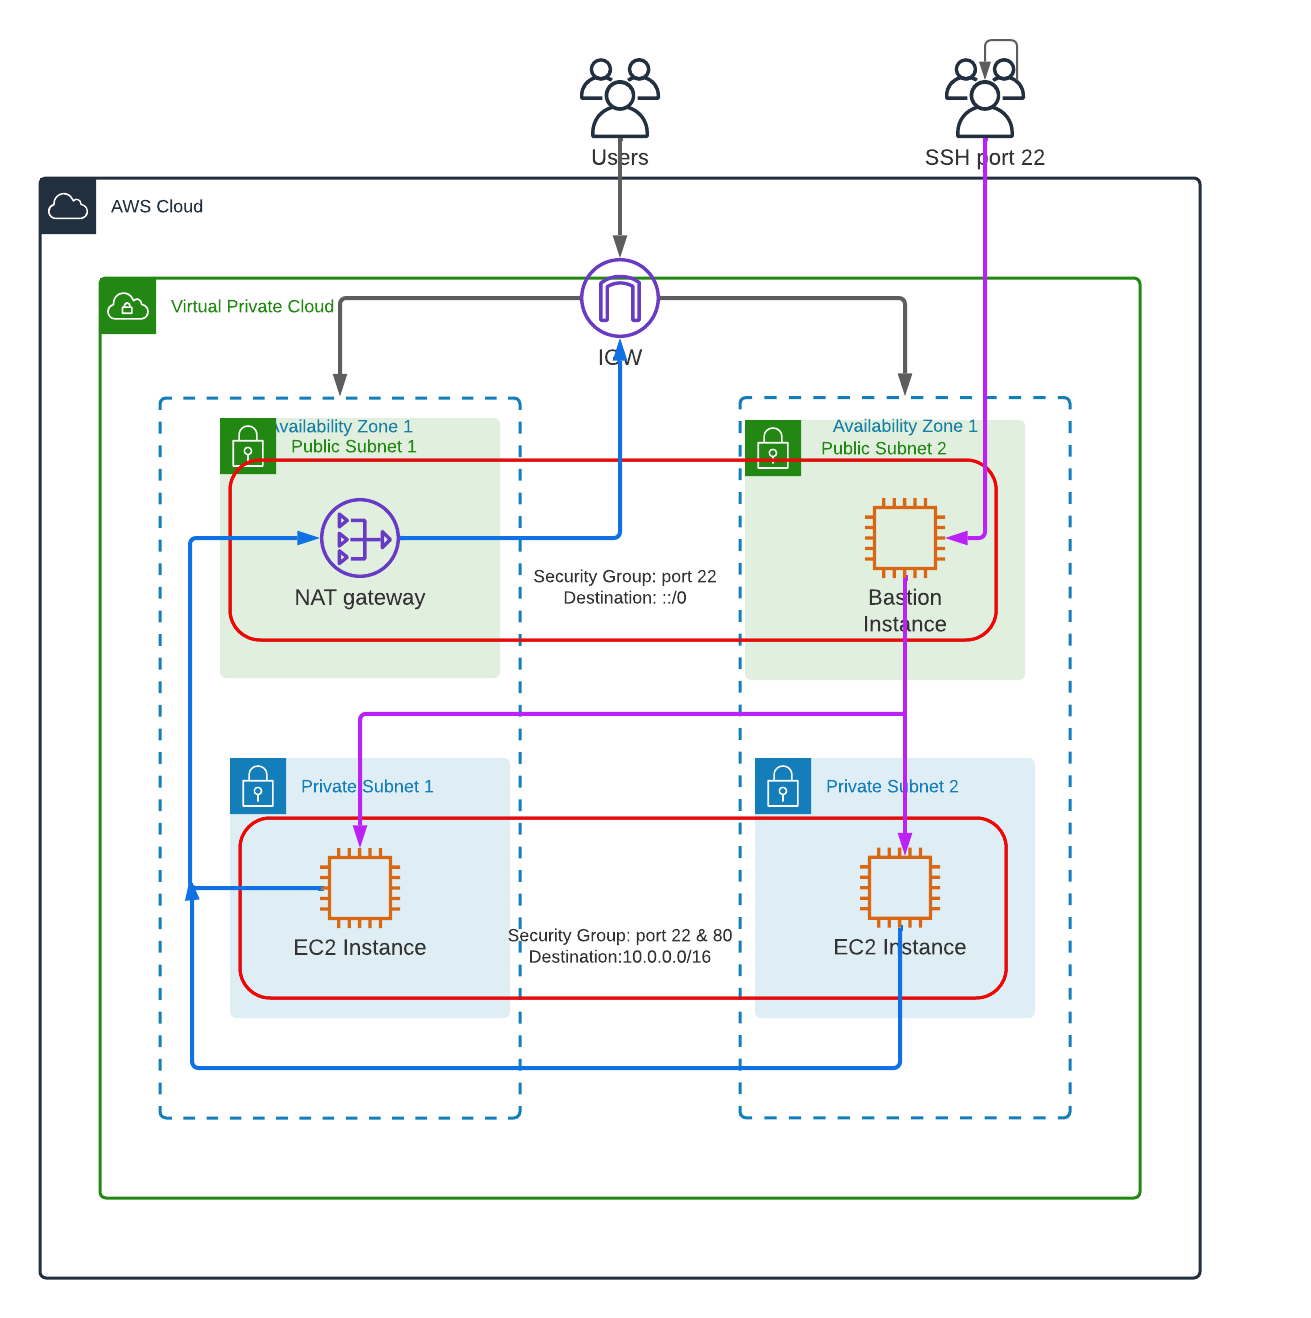 Users
SSH port 22
AWS Cloud
Virtual Private Cloud
IGW
Availability Zone 1
Public Subnet 1
Availability Zone 1
Public Subnet 2
NAT gateway
Security Group: port 22
Destination: ::/0
Bastion
Instance
Private Subnet 1
Private Subnet 2
EC2 Instance
Security Group: port 22 & 80
Destination:10.0.0.0/16
EC2 Instance